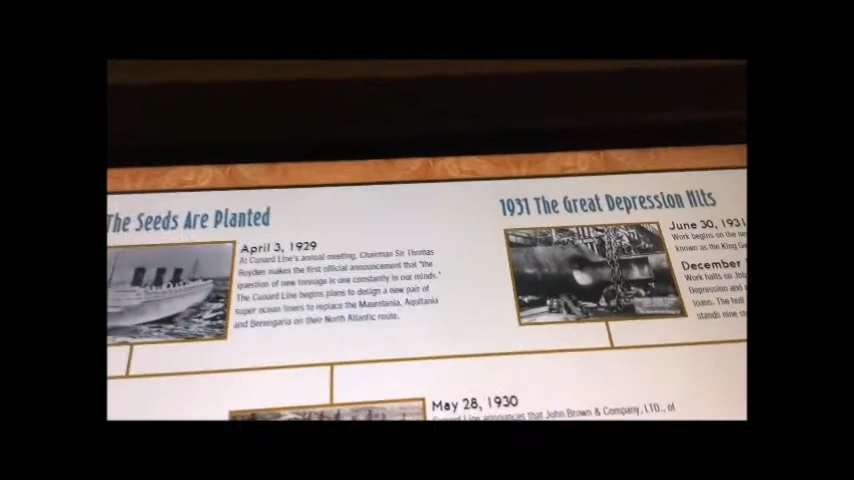 The Seeds Are Planted
April 3, 1929
At Cunard Line's annual meeting, Chairman Sir Thomas
Royden makes the first official announcement that "the
question of new tonnage is one constantly in our minds."
The Cunard Line begins plans to design a new pair of
super ocean liners to replace the Mauretania, Aquitania
and Berengaria on their North Atlantic route.
1931 The Great Depression Hits
June 30, 1931
Work begins on the
known as the King
December
Work halts on Job
Depression and
loans. The hull
stands nine
May 28, 1930
Cunard Line announces that John Brown & Company, LTD., of